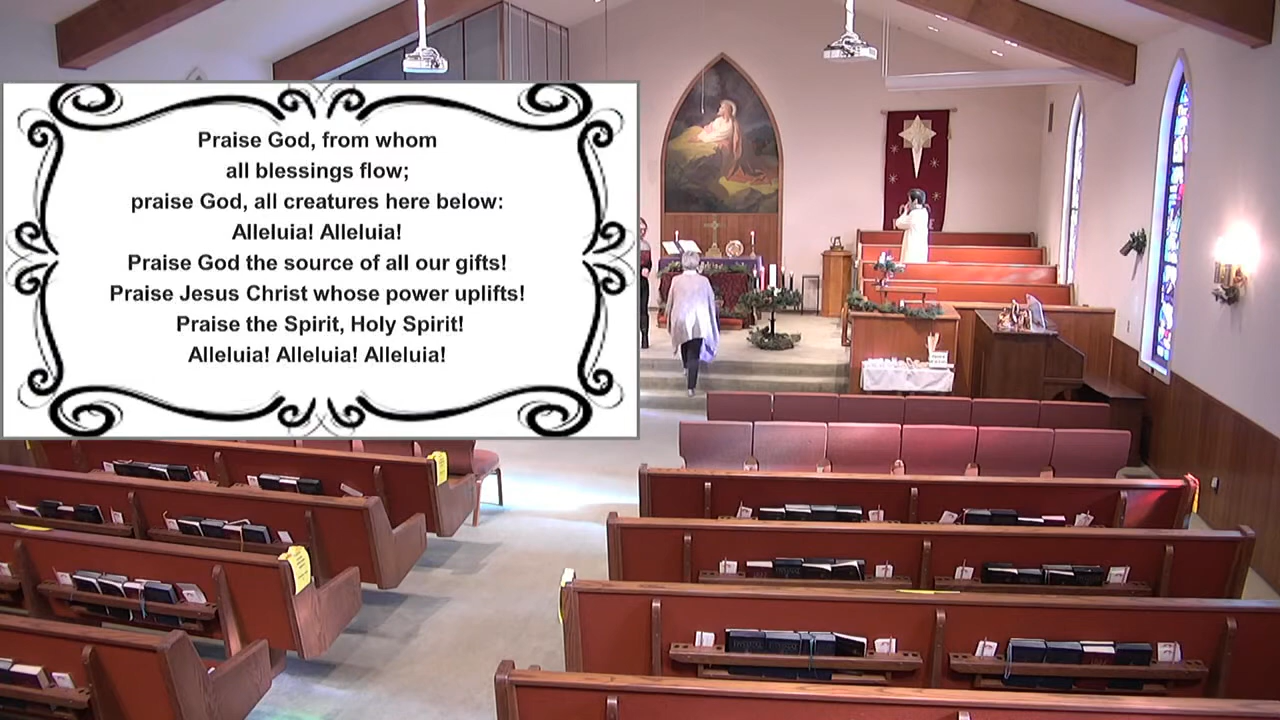 Praise God, from whom
all blessings flow;
praise God, all creatures here below:
Alleluia! Alleluia!
Praise God the source of all our gifts!
Praise Jesus Christ whose power uplifts!
Praise the Spirit, Holy Spirit!
Alleluia! Alleluia! Alleluia!